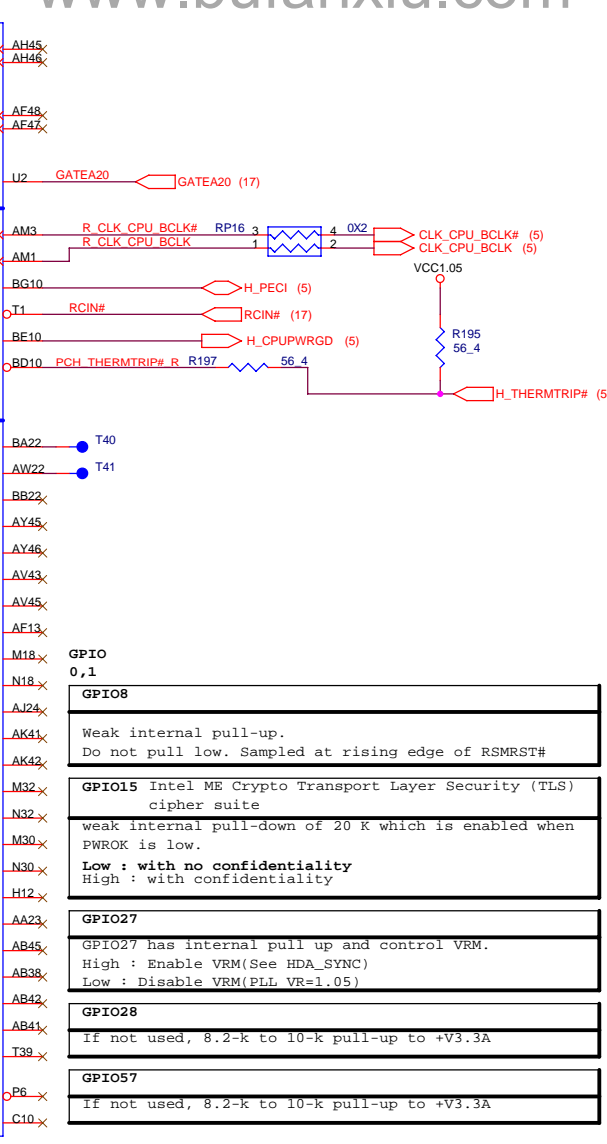 www.bufanxiu.com
AH45
AH46
AF48
AF47
U2 GATEA20 GATEA20 (17)
AM3 R_CLK_CPU_BCLK# RP16 3 4 0X2 CLK_CPU_BCLK# (5)
AM1 R_CLK_CPU_BCLK 1 2 CLK_CPU_BCLK (5)
VCC1.05
BG10 H_PECI (5)
T1 RCIN# RCIN# (17)
R195
56_4
BE10 H_CPUPWRGD (5)
BD10 PCH_THERMTRIP#_R R197 56_4
H_THERMTRIP# (5
BA22 T40
AW22 T41
BB22
AY45
AY46
AV43
AV45
AF13
M18
GPIO
0,1
N18
GPIO8
AJ24
AK41
Weak internal pull-up.
Do not pull low. Sampled at rising edge of RSMRST#
AK42
M32
GPIO15 Intel ME Crypto Transport Layer Security (TLS)
cipher suite
N32
weak internal pull-down of 20 K which is enabled when
M30
PWROK is low.
N30
Low : with no confidentiality
High : with confidentiality
H12
AA23
GPIO27
AB45
GPIO27 has internal pull up and control VRM.
High : Enable VRM(See HDA_SYNC)
AB38
Low : Disable VRM(PLL VR=1.05)
AB42
GPIO28
AB41
If not used, 8.2-k to 10-k pull-up to +V3.3A
T39
GPIO57
P6
If not used, 8.2-k to 10-k pull-up to +V3.3A
C10